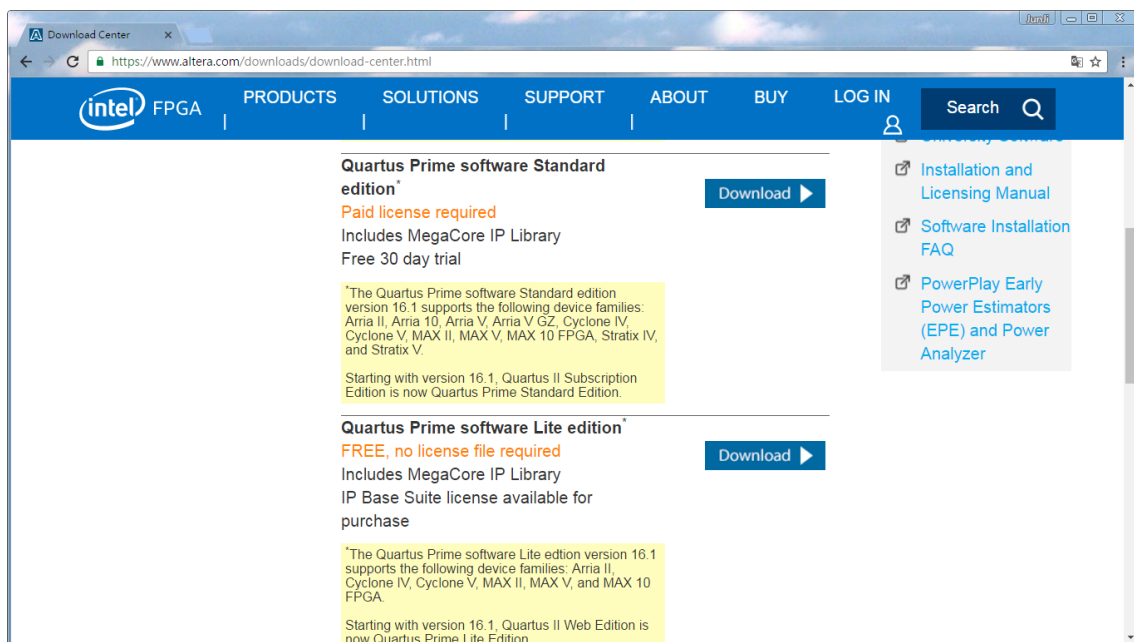 Junli
Download Center
https://www.altera.com/downloads/download-center.html
intel FPGA
PRODUCTS
SOLUTIONS
SUPPORT
ABOUT
BUY
LOG IN
Search
University Software
Quartus Prime software Standard
edition*
Download
Paid license required
Includes MegaCore IP Library
Free 30 day trial
*The Quartus Prime software Standard edition
version 16.1 supports the following device families:
Arria II, Arria 10, Arria V, Arria V GZ, Cyclone IV,
Cyclone V, MAX II, MAX V, MAX 10 FPGA, Stratix IV,
and Stratix V.
Starting with version 16.1, Quartus II Subscription
Edition is now Quartus Prime Standard Edition.
Quartus Prime software Lite edition*
Download
FREE, no license file required
Includes MegaCore IP Library
IP Base Suite license available for
purchase
*The Quartus Prime software Lite edtion version 16.1
supports the following device families: Arria II,
Cyclone IV, Cyclone V, MAX II, MAX V, and MAX 10
FPGA.
Starting with version 16.1, Quartus II Web Edition is
now Quartus Prime Lite Edition.
Installation and
Licensing Manual
Software Installation
FAQ
PowerPlay Early
Power Estimators
(EPE) and Power
Analyzer